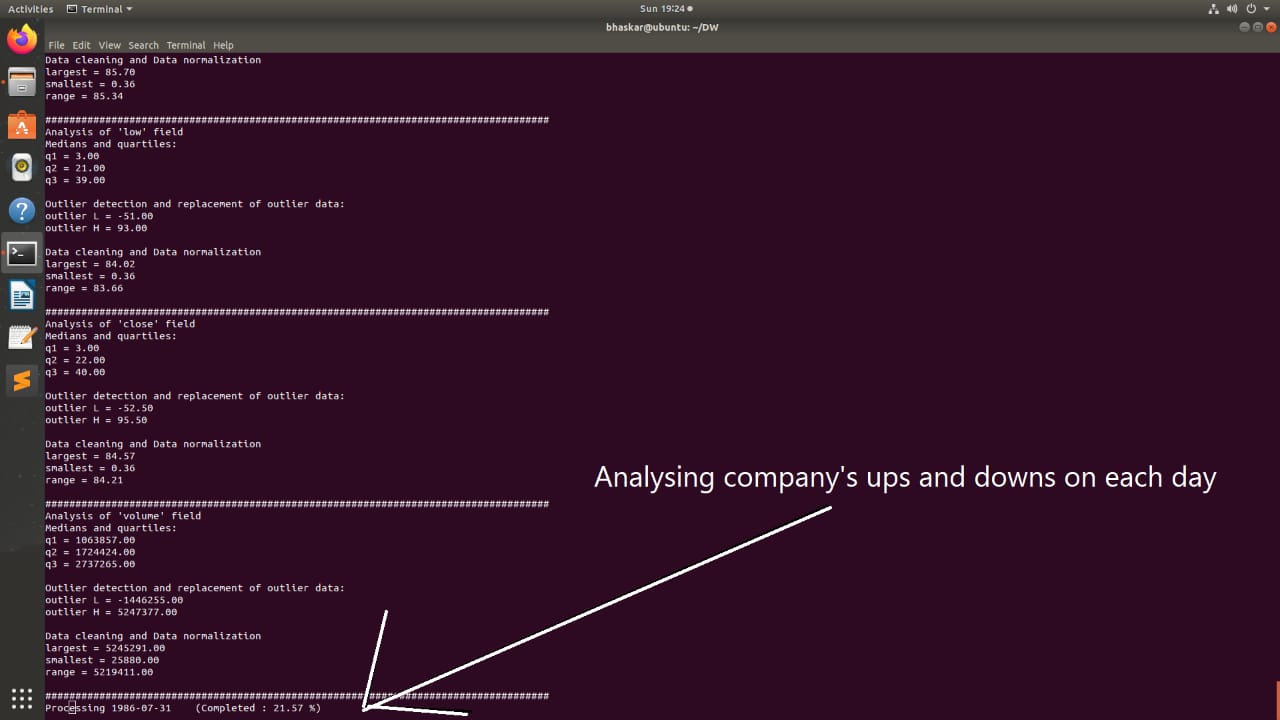 Activities Terminal Sun 19:24
bhaskar@ubuntu: ~/DW
File Edit View Search Terminal Help
Data cleaning and Data normalization
largest = 85.70
smallest = 0.36
range = 85.34
####################################################################################
Analysis of 'low' field
Medians and quartiles:
q1 = 3.00
q2 = 21.00
q3 = 39.00
Outlier detection and replacement of outlier data:
outlier L = -51.00
outlier H = 93.00
Data cleaning and Data normalization
largest = 84.02
smallest = 0.36
range = 83.66
####################################################################################
Analysis of 'close' field
Medians and quartiles:
q1 = 3.00
q2 = 22.00
q3 = 40.00
Outlier detection and replacement of outlier data:
outlier L = -52.50
outlier H = 95.50
Data cleaning and Data normalization
largest = 84.57
smallest = 0.36
range = 84.21
Analysing company's ups and downs on each day
####################################################################################
Analysis of 'volume' field
Medians and quartiles:
q1 = 1063857.00
q2 = 1724424.00
q3 = 2737265.00
Outlier detection and replacement of outlier data:
outlier L = -1446255.00
outlier H = 5247377.00
Data cleaning and Data normalization
largest = 5245291.00
smallest = 25880.00
range = 5219411.00
####################################################################################
Processing 1986-07-31 (Completed : 21.57 %)